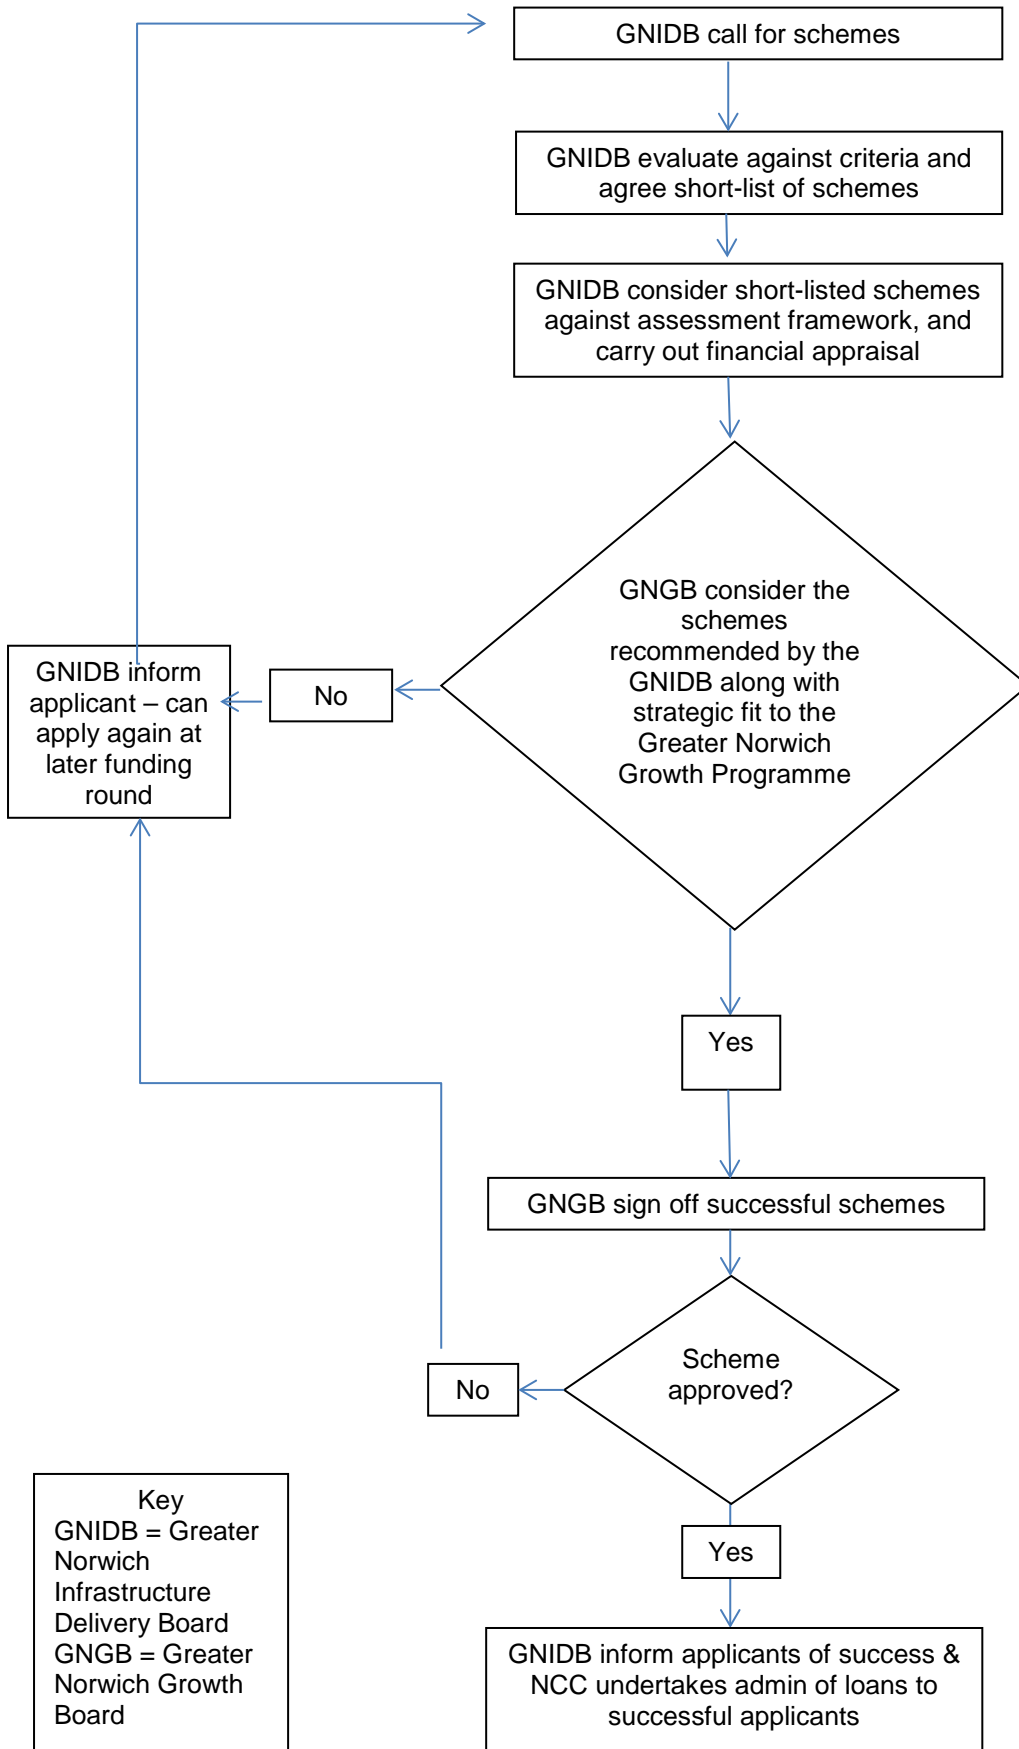 GNIDB call for schemes
GNIDB evaluate against criteria and
agree short-list of schemes
GNIDB consider short-listed schemes
against assessment framework, and
carry out financial appraisal
GNGB consider the
schemes
recommended by the
GNIDB along with
strategic fit to the
Greater Norwich
Growth Programme
No
GNIDB inform
applicant – can
apply again at
later funding
round
Yes
GNGB sign off successful schemes
Scheme
approved?
No
Yes
GNIDB inform applicants of success &
NCC undertakes admin of loans to
successful applicants
Key
GNIDB = Greater
Norwich
Infrastructure
Delivery Board
GNGB = Greater
Norwich Growth
Board